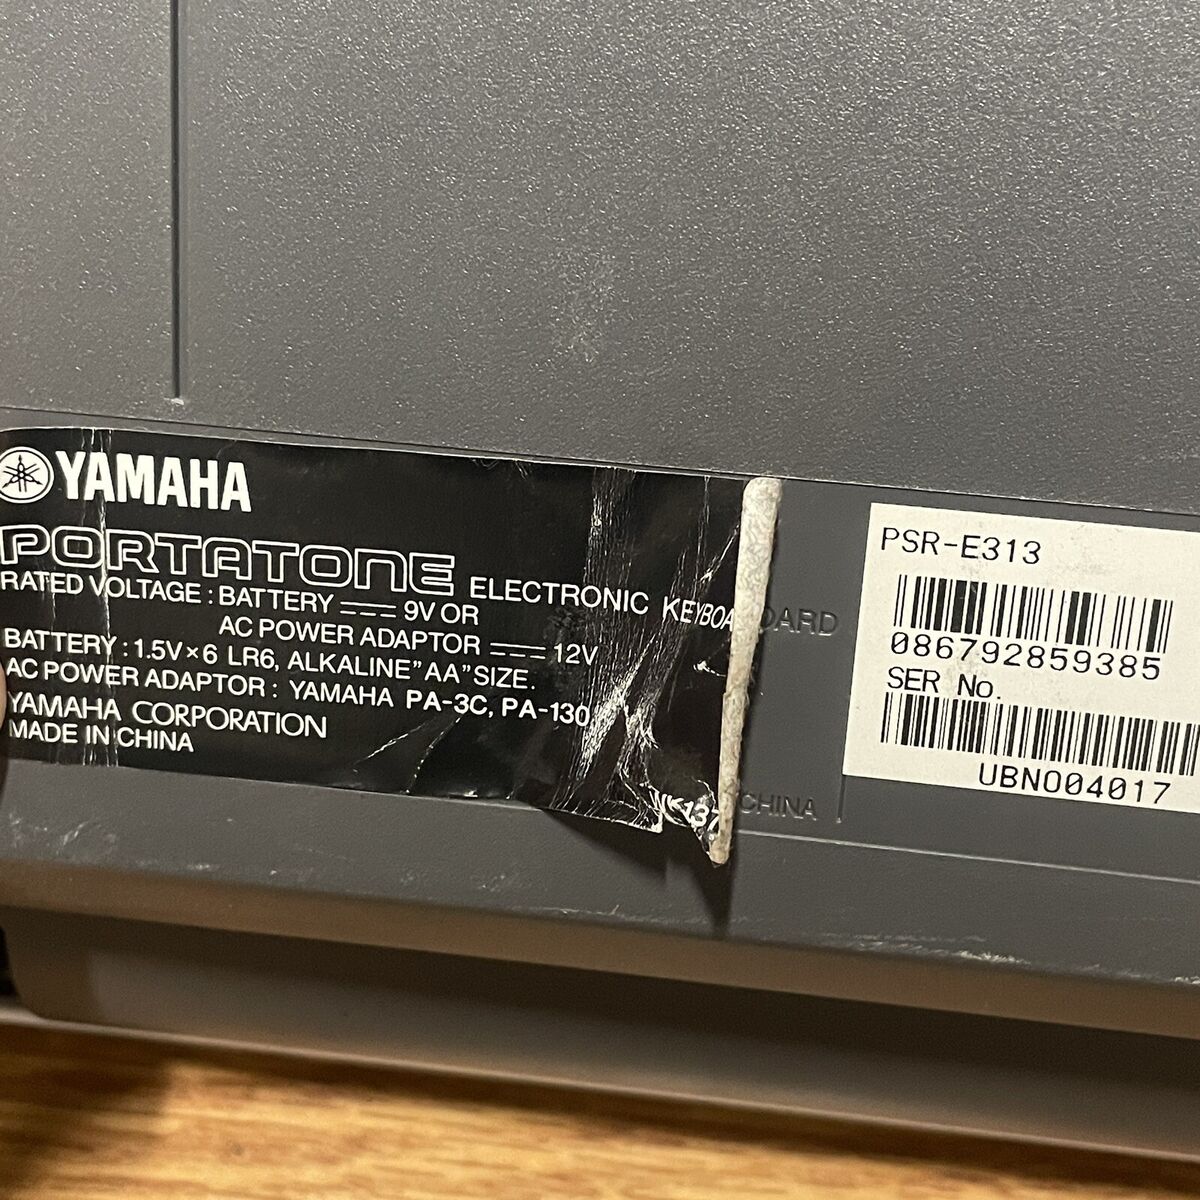 YAMAHA
PORTATONE ELECTRONIC KEYBOARD
RATED VOLTAGE : BATTERY ⎓ 9V OR
AC POWER ADAPTOR ⎓ 12V
BATTERY : 1.5V×6 LR6, ALKALINE"AA"SIZE.
AC POWER ADAPTOR : YAMAHA PA-3C, PA-130
YAMAHA CORPORATION
MADE IN CHINA
CHINA
PSR-E313
086792859385
SER No.
UBN004017